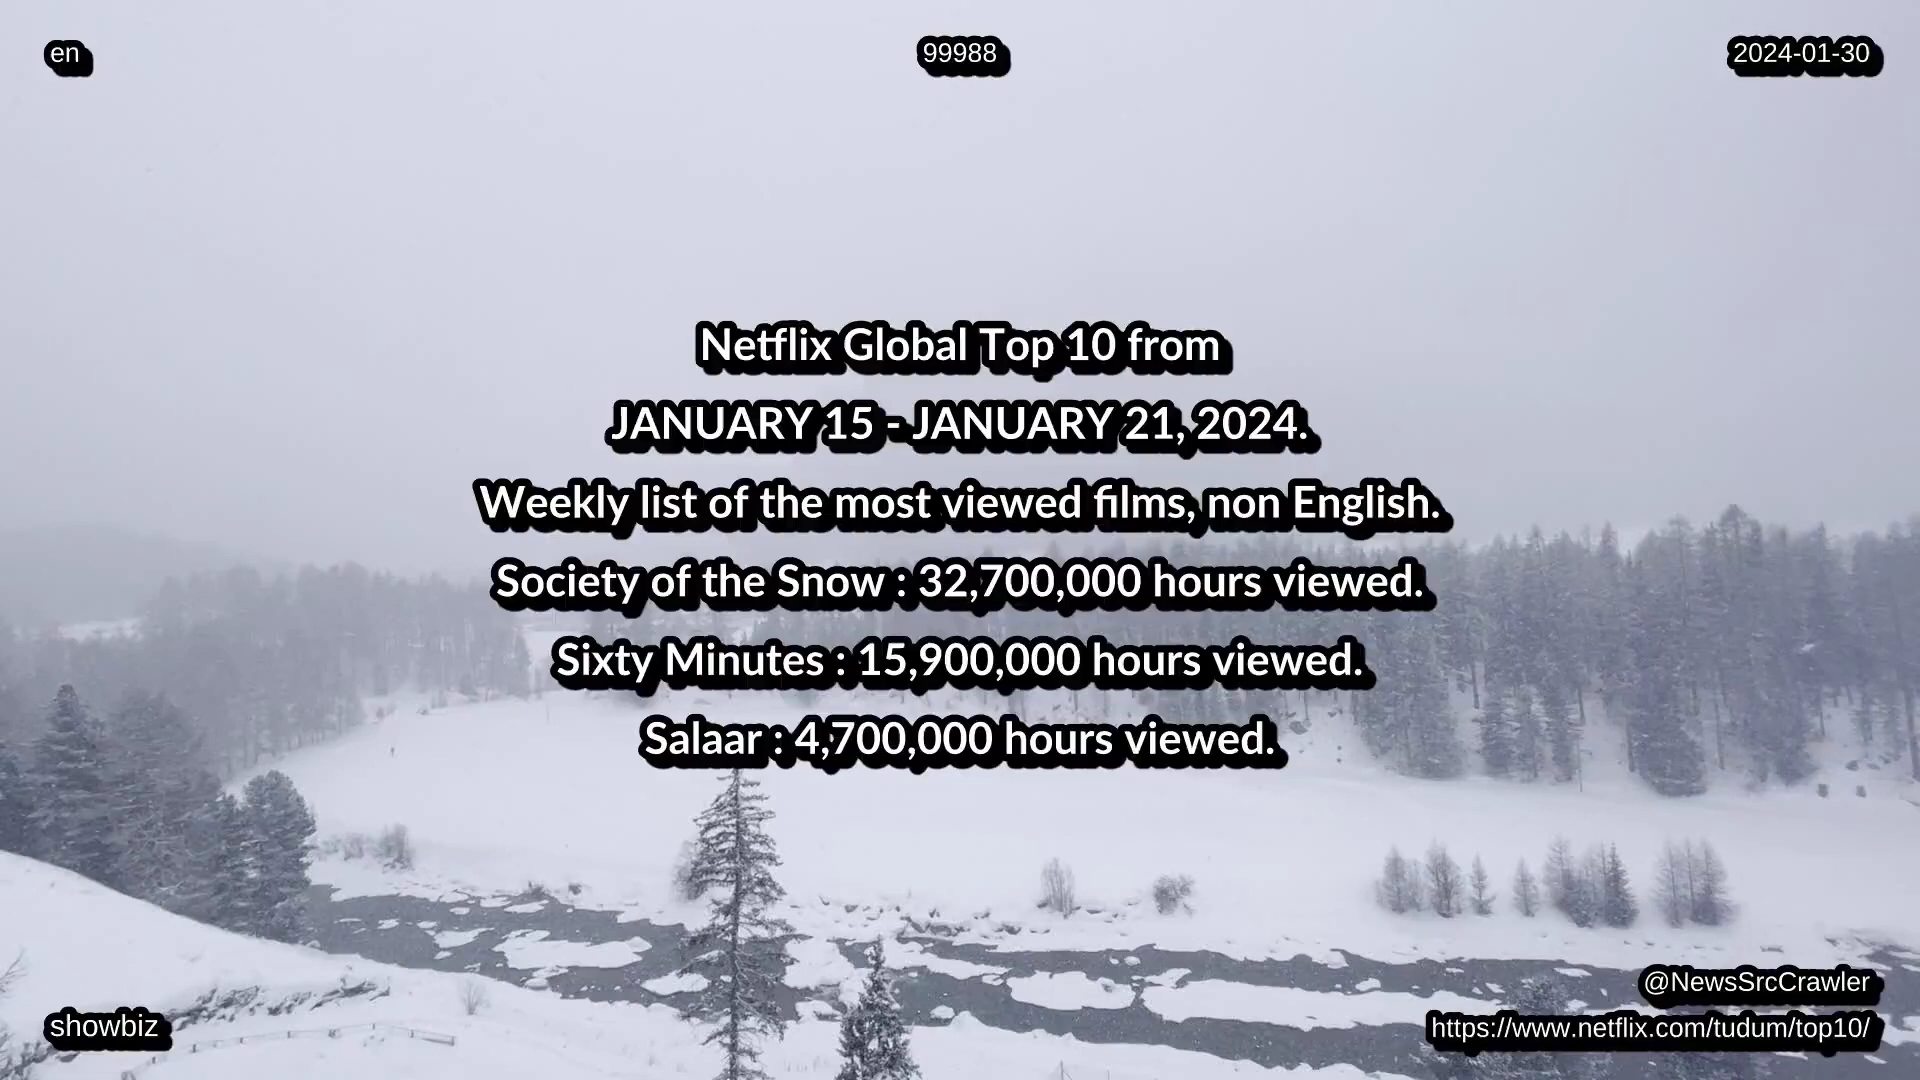 en
99988
2024-01-30
Netflix Global Top 10 from
JANUARY 15 - JANUARY 21, 2024.
Weekly list of the most viewed films, non English.
Society of the Snow : 32,700,000 hours viewed.
Sixty Minutes : 15,900,000 hours viewed.
Salaar : 4,700,000 hours viewed.
@NewsSrcCrawler
showbiz
https://www.netflix.com/tudum/top10/